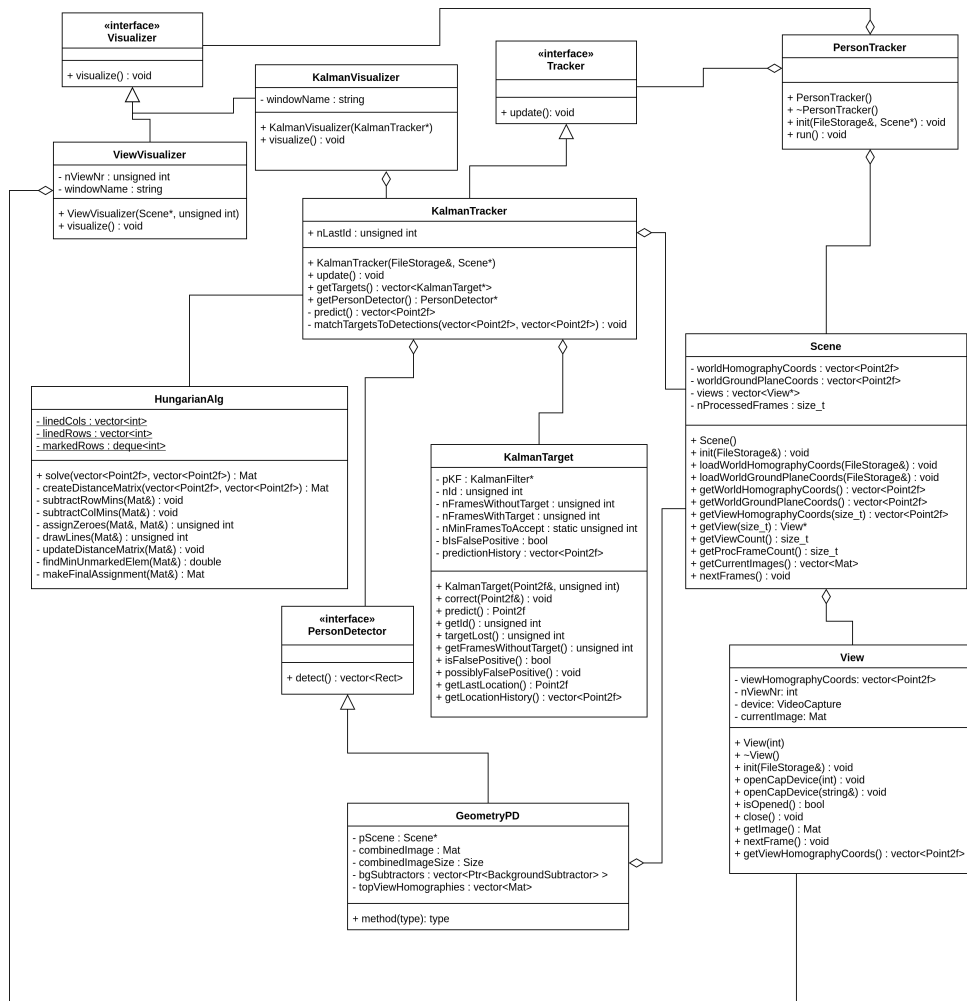 «interface»
Visualizer
+ visualize() : void
KalmanVisualizer
- windowName : string
+ KalmanVisualizer(KalmanTracker*)
+ visualize() : void
«interface»
Tracker
+ update(): void
PersonTracker
+ PersonTracker()
+ ~PersonTracker()
+ init(FileStorage&, Scene*) : void
+ run() : void
ViewVisualizer
- nViewNr : unsigned int
- windowName : string
+ ViewVisualizer(Scene*, unsigned int)
+ visualize() : void
KalmanTracker
+ nLastId : unsigned int
+ KalmanTracker(FileStorage&, Scene*)
+ update() : void
+ getTargets() : vector<KalmanTarget*>
+ getPersonDetector() : PersonDetector*
- predict() : vector<Point2f>
- matchTargetsToDetections(vector<Point2f>, vector<Point2f>) : void
Scene
- worldHomographyCoords : vector<Point2f>
- worldGroundPlaneCoords : vector<Point2f>
- views : vector<View*>
- nProcessedFrames : size_t
+ Scene()
+ init(FileStorage&) : void
+ loadWorldHomographyCoords(FileStorage&) : void
+ loadWorldGroundPlaneCoords(FileStorage&) : void
+ getWorldHomographyCoords() : vector<Point2f>
+ getWorldGroundPlaneCoords() : vector<Point2f>
+ getViewHomographyCoords(size_t) : vector<Point2f>
+ getView(size_t) : View*
+ getViewCount() : size_t
+ getProcFrameCount() : size_t
+ getCurrentImages() : vector<Mat>
+ nextFrames() : void
HungarianAlg
- linedCols : vector<int>
- linedRows : vector<int>
- markedRows : deque<int>
+ solve(vector<Point2f>, vector<Point2f>) : Mat
- createDistanceMatrix(vector<Point2f>, vector<Point2f>) : Mat
- subtractRowMins(Mat&) : void
- subtractColMins(Mat&) : void
- assignZeroes(Mat&, Mat&) : unsigned int
- drawLines(Mat&) : unsigned int
- updateDistanceMatrix(Mat&) : void
- findMinUnmarkedElem(Mat&) : double
- makeFinalAssignment(Mat&) : Mat
KalmanTarget
- pKF : KalmanFilter*
- nId : unsigned int
- nFramesWithoutTarget : unsigned int
- nFramesWithTarget : unsigned int
- nMinFramesToAccept : static unsigned int
- bIsFalsePositive : bool
- predictionHistory : vector<Point2f>
+ KalmanTarget(Point2f&, unsigned int)
+ correct(Point2f&) : void
+ predict() : Point2f
+ getId() : unsigned int
+ targetLost() : unsigned int
+ getFramesWithoutTarget() : unsigned int
+ isFalsePositive() : bool
+ possiblyFalsePositive() : void
+ getLastLocation() : Point2f
+ getLocationHistory() : vector<Point2f>
«interface»
PersonDetector
+ detect() : vector<Rect>
View
- viewHomographyCoords: vector<Point2f>
- nViewNr: int
- device: VideoCapture
- currentImage: Mat
+ View(int)
+ ~View()
+ init(FileStorage&) : void
+ openCapDevice(int) : void
+ openCapDevice(string&) : void
+ isOpened() : bool
+ close() : void
+ getImage() : Mat
+ nextFrame() : void
+ getViewHomographyCoords() : vector<Point2f>
GeometryPD
- pScene : Scene*
- combinedImage : Mat
- combinedImageSize : Size
- bgSubtractors : vector<Ptr<BackgroundSubtractor> >
- topViewHomographies : vector<Mat>
+ method(type): type